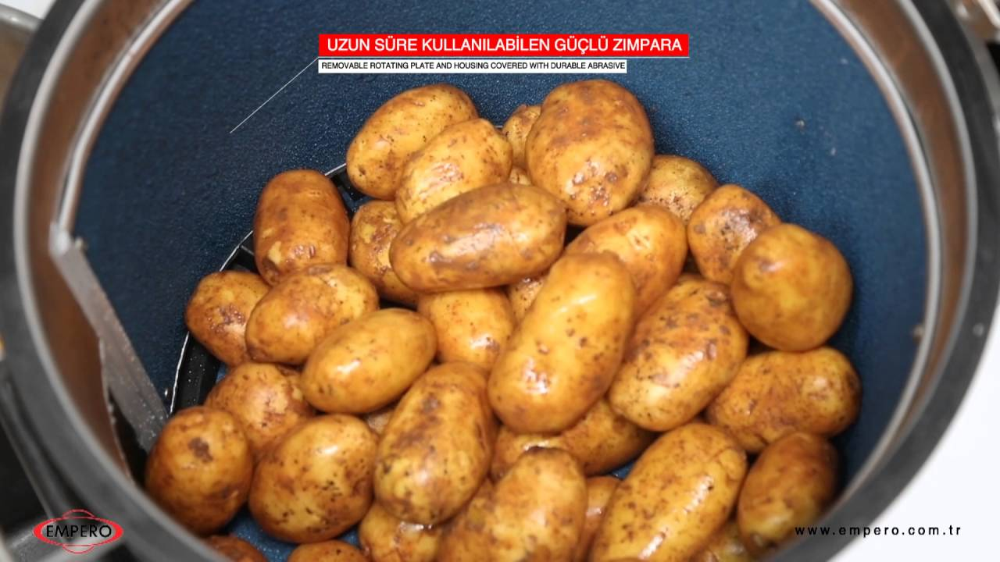 UZUN SÜRE KULLANILABİLEN GÜÇLÜ ZIMPARA
REMOVABLE ROTATING PLATE AND HOUSING COVERED WITH DURABLE ABRASIVE
EMPERO
www.empero.com.tr